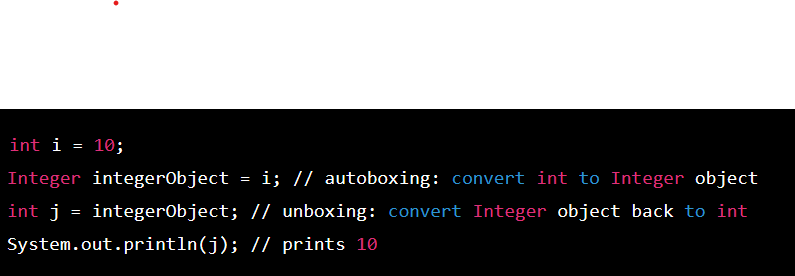 int i = 10;
Integer integerObject = i; // autoboxing: convert int to Integer object
int j = integerObject; // unboxing: convert Integer object back to int
System.out.println(j); // prints 10